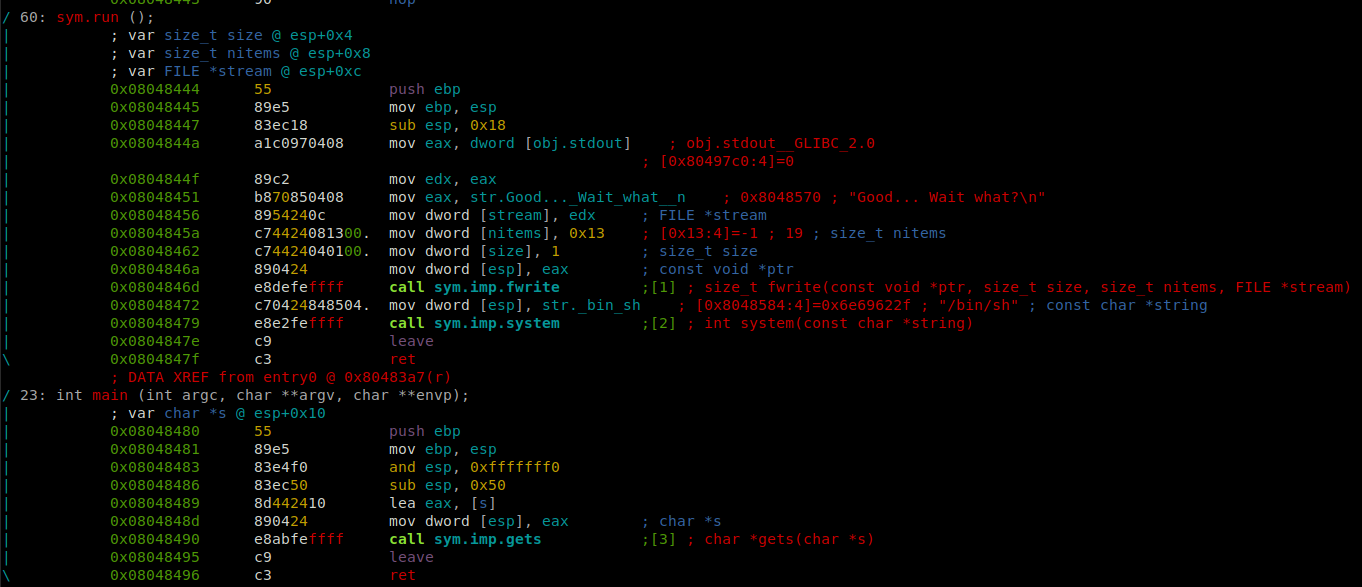 / 60: sym.run ();
| ; var size_t size @ esp+0x4
| ; var size_t nitems @ esp+0x8
| ; var FILE *stream @ esp+0xc
| 0x08048444 55 push ebp
| 0x08048445 89e5 mov ebp, esp
| 0x08048447 83ec18 sub esp, 0x18
| 0x0804844a a1c0970408 mov eax, dword [obj.stdout] ; obj.stdout__GLIBC_2.0
| ; [0x80497c0:4]=0
| 0x0804844f 89c2 mov edx, eax
| 0x08048451 b870850408 mov eax, str.Good..._Wait_what__n ; 0x8048570 ; "Good... Wait what?\n"
| 0x08048456 8954240c mov dword [stream], edx ; FILE *stream
| 0x0804845a c74424081300. mov dword [nitems], 0x13 ; [0x13:4]=-1 ; 19 ; size_t nitems
| 0x08048462 c74424040100. mov dword [size], 1 ; size_t size
| 0x0804846a 890424 mov dword [esp], eax ; const void *ptr
| 0x0804846d e8defeffff call sym.imp.fwrite ;[1] ; size_t fwrite(const void *ptr, size_t size, size_t nitems, FILE *stream)
| 0x08048472 c70424848504. mov dword [esp], str._bin_sh ; [0x8048584:4]=0x6e69622f ; "/bin/sh" ; const char *string
| 0x08048479 e8e2feffff call sym.imp.system ;[2] ; int system(const char *string)
| 0x0804847e c9 leave
\ 0x0804847f c3 ret
; DATA XREF from entry0 @ 0x80483a7(r)
/ 23: int main (int argc, char **argv, char **envp);
| ; var char *s @ esp+0x10
| 0x08048480 55 push ebp
| 0x08048481 89e5 mov ebp, esp
| 0x08048483 83e4f0 and esp, 0xfffffff0
| 0x08048486 83ec50 sub esp, 0x50
| 0x08048489 8d442410 lea eax, [s]
| 0x0804848d 890424 mov dword [esp], eax ; char *s
| 0x08048490 e8abfeffff call sym.imp.gets ;[3] ; char *gets(char *s)
| 0x08048495 c9 leave
\ 0x08048496 c3 ret